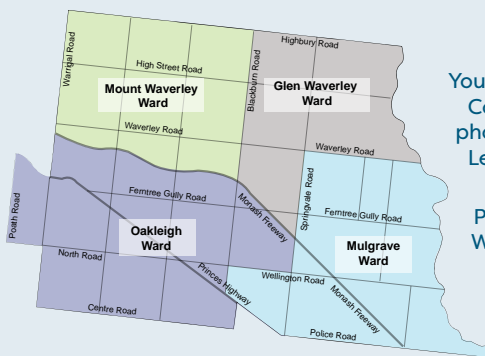 Warrigal Road
High Street Road
Mount Waverley
Ward
Waverley Road
Blackburn Road
Highbury Road
Glen Waverley
Ward
Waverley Road
Springvale Road
Poath Road
Ferntree Gully Road
Monash Freeway
Oakleigh
Ward
North Road
Princes Highway
Centre Road
Ferntree Gully Road
Mulgrave
Ward
Wellington Road
Monash Freeway
Police Road
You
Le
P
W